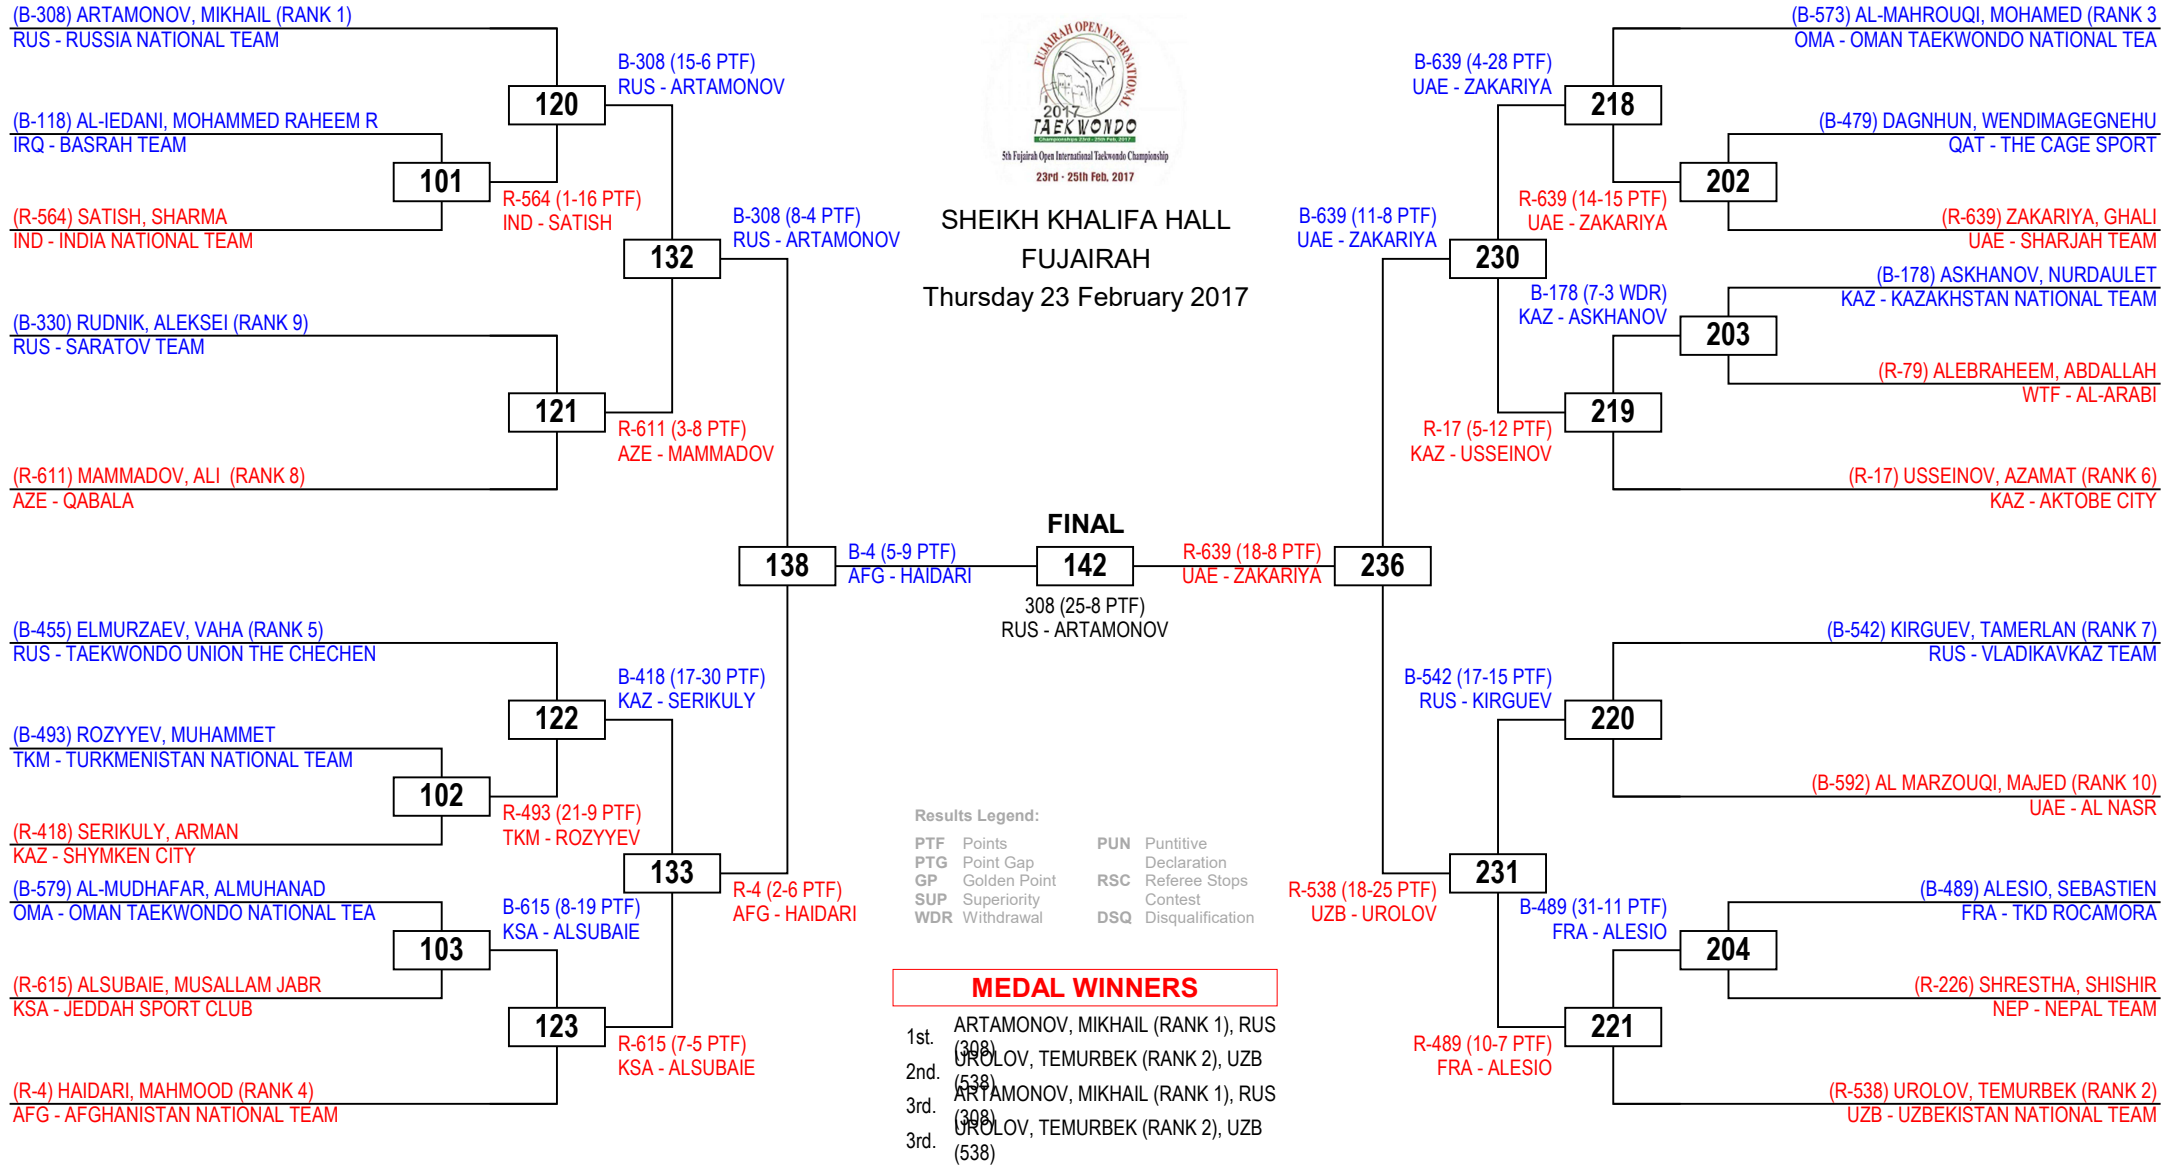 (B-308) ARTAMONOV, MIKHAIL (RANK 1)
RUS - RUSSIA NATIONAL TEAM
(B-118) AL-IEDANI, MOHAMMED RAHEEM R
IRQ - BASRAH TEAM
(R-564) SATISH, SHARMA
IND - INDIA NATIONAL TEAM
(B-330) RUDNIK, ALEKSEI (RANK 9)
RUS - SARATOV TEAM
(R-611) MAMMADOV, ALI (RANK 8)
AZE - QABALA
(B-455) ELMURZAEV, VAHA (RANK 5)
RUS - TAEKWONDO UNION THE CHECHEN
(B-493) ROZYYEV, MUHAMMET
TKM - TURKMENISTAN NATIONAL TEAM
(R-418) SERIKULY, ARMAN
KAZ - SHYMKEN CITY
(B-579) AL-MUDHAFAR, ALMUHANAD
OMA - OMAN TAEKWONDO NATIONAL TEA
(R-615) ALSUBAIE, MUSALLAM JABR
KSA - JEDDAH SPORT CLUB
(R-4) HAIDARI, MAHMOOD (RANK 4)
AFG - AFGHANISTAN NATIONAL TEAM
101
R-564 (1-16 PTF)
IND - SATISH
102
R-493 (21-9 PTF)
TKM - ROZYYEV
103
B-615 (8-19 PTF)
KSA - ALSUBAIE
120
B-308 (15-6 PTF)
RUS - ARTAMONOV
121
R-611 (3-8 PTF)
AZE - MAMMADOV
122
B-418 (17-30 PTF)
KAZ - SERIKULY
123
R-615 (7-5 PTF)
KSA - ALSUBAIE
132
B-308 (8-4 PTF)
RUS - ARTAMONOV
133
R-4 (2-6 PTF)
AFG - HAIDARI
138
B-4 (5-9 PTF)
AFG - HAIDARI
FUJAIRAH OPEN INTERNATIONAL
2017
TAEKWONDO
Championships 23rd - 25th Feb, 2017
5th Fujairah Open International Taekwondo Championship
23rd - 25th Feb. 2017
SHEIKH KHALIFA HALL
FUJAIRAH
Thursday 23 February 2017
FINAL
142
308 (25-8 PTF)
RUS - ARTAMONOV
R-639 (18-8 PTF)
UAE - ZAKARIYA
236
B-639 (11-8 PTF)
UAE - ZAKARIYA
230
R-538 (18-25 PTF)
UZB - UROLOV
231
B-639 (4-28 PTF)
UAE - ZAKARIYA
218
R-17 (5-12 PTF)
KAZ - USSEINOV
219
B-542 (17-15 PTF)
RUS - KIRGUEV
220
R-489 (10-7 PTF)
FRA - ALESIO
221
R-639 (14-15 PTF)
UAE - ZAKARIYA
202
B-178 (7-3 WDR)
KAZ - ASKHANOV
203
B-489 (31-11 PTF)
FRA - ALESIO
204
(B-573) AL-MAHROUQI, MOHAMED (RANK 3
OMA - OMAN TAEKWONDO NATIONAL TEA
(B-479) DAGNHUN, WENDIMAGEGNEHU
QAT - THE CAGE SPORT
(R-639) ZAKARIYA, GHALI
UAE - SHARJAH TEAM
(B-178) ASKHANOV, NURDAULET
KAZ - KAZAKHSTAN NATIONAL TEAM
(R-79) ALEBRAHEEM, ABDALLAH
WTF - AL-ARABI
(R-17) USSEINOV, AZAMAT (RANK 6)
KAZ - AKTOBE CITY
(B-542) KIRGUEV, TAMERLAN (RANK 7)
RUS - VLADIKAVKAZ TEAM
(B-592) AL MARZOUQI, MAJED (RANK 10)
UAE - AL NASR
(B-489) ALESIO, SEBASTIEN
FRA - TKD ROCAMORA
(R-226) SHRESTHA, SHISHIR
NEP - NEPAL TEAM
(R-538) UROLOV, TEMURBEK (RANK 2)
UZB - UZBEKISTAN NATIONAL TEAM
Results Legend:
PTF Points
PTG Point Gap
GP Golden Point
SUP Superiority
WDR Withdrawal
PUN Puntitive
Declaration
RSC Referee Stops
Contest
DSQ Disqualification
MEDAL WINNERS
1st. ARTAMONOV, MIKHAIL (RANK 1), RUS
(308)
2nd. UROLOV, TEMURBEK (RANK 2), UZB
(538)
3rd. ARTAMONOV, MIKHAIL (RANK 1), RUS
(308)
3rd. UROLOV, TEMURBEK (RANK 2), UZB
(538)